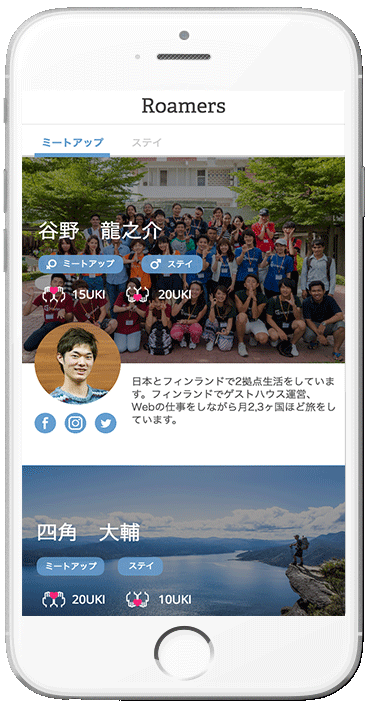 Roamers
ミートアップ ステイ
谷野 龍之介
ミートアップ ステイ
15UKI 20UKI
日本とフィンランドで2拠点生活をしていま
す。フィンランドでゲストハウス運営、
Webの仕事をしながら月2,3ヶ国ほど旅をし
ています。
四角 大輔
ミートアップ ステイ
20UKI 10UKI